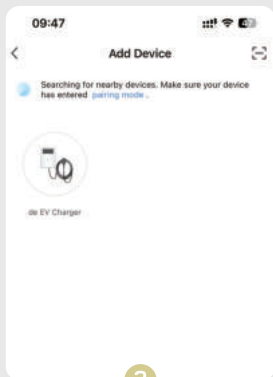 09:47
Add Device
Searching for nearby devices. Make sure your device
has entered pairing mode .
de EV Charger